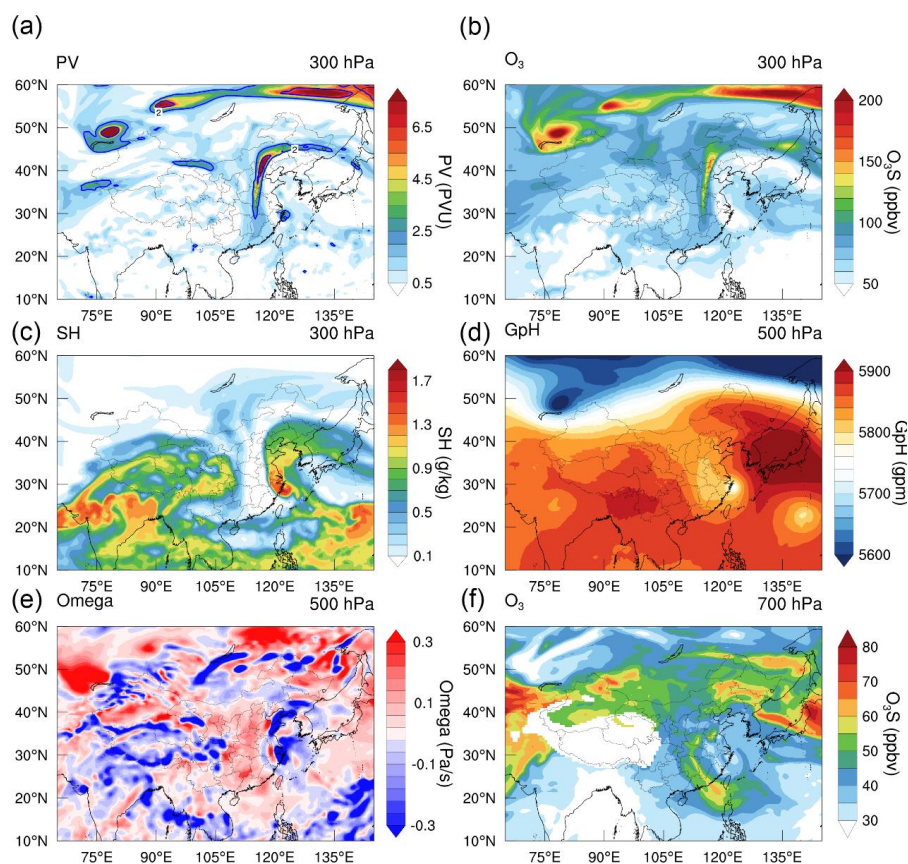 (a)
PV 300 hPa
60°N
50°N
40°N
30°N
20°N
10°N
75°E 90°E 105°E 120°E 135°E
2
2
6.5
4.5
2.5
0.5
PV (PVU)
(b)
O₃ 300 hPa
60°N
50°N
40°N
30°N
20°N
10°N
75°E 90°E 105°E 120°E 135°E
200
150
100
50
O₃S (ppbv)
(c)
SH 300 hPa
60°N
50°N
40°N
30°N
20°N
10°N
75°E 90°E 105°E 120°E 135°E
1.7
1.3
0.9
0.5
0.1
SH (g/kg)
(d)
GpH 500 hPa
60°N
50°N
40°N
30°N
20°N
10°N
75°E 90°E 105°E 120°E 135°E
5900
5800
5700
5600
GpH (gpm)
(e)
Omega 500 hPa
60°N
50°N
40°N
30°N
20°N
10°N
75°E 90°E 105°E 120°E 135°E
0.3
0.1
-0.1
-0.3
Omega (Pa/s)
(f)
O₃ 700 hPa
60°N
50°N
40°N
30°N
20°N
10°N
75°E 90°E 105°E 120°E 135°E
80
70
60
50
40
30
O₃S (ppbv)